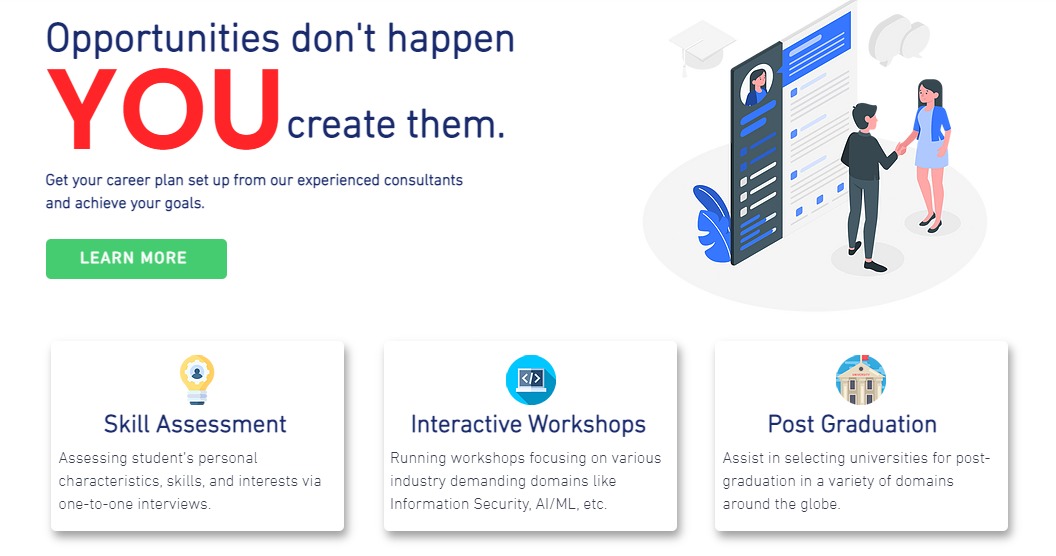 Opportunities don't happen
YOU create them.
Get your career plan set up from our experienced consultants
and achieve your goals.
LEARN MORE
Skill Assessment
Assessing student's personal
characteristics, skills, and interests via
one-to-one interviews.
Interactive Workshops
Running workshops focusing on various
industry demanding domains like
Information Security, AI/ML, etc.
Post Graduation
Assist in selecting universities for post-
graduation in a variety of domains
around the globe.